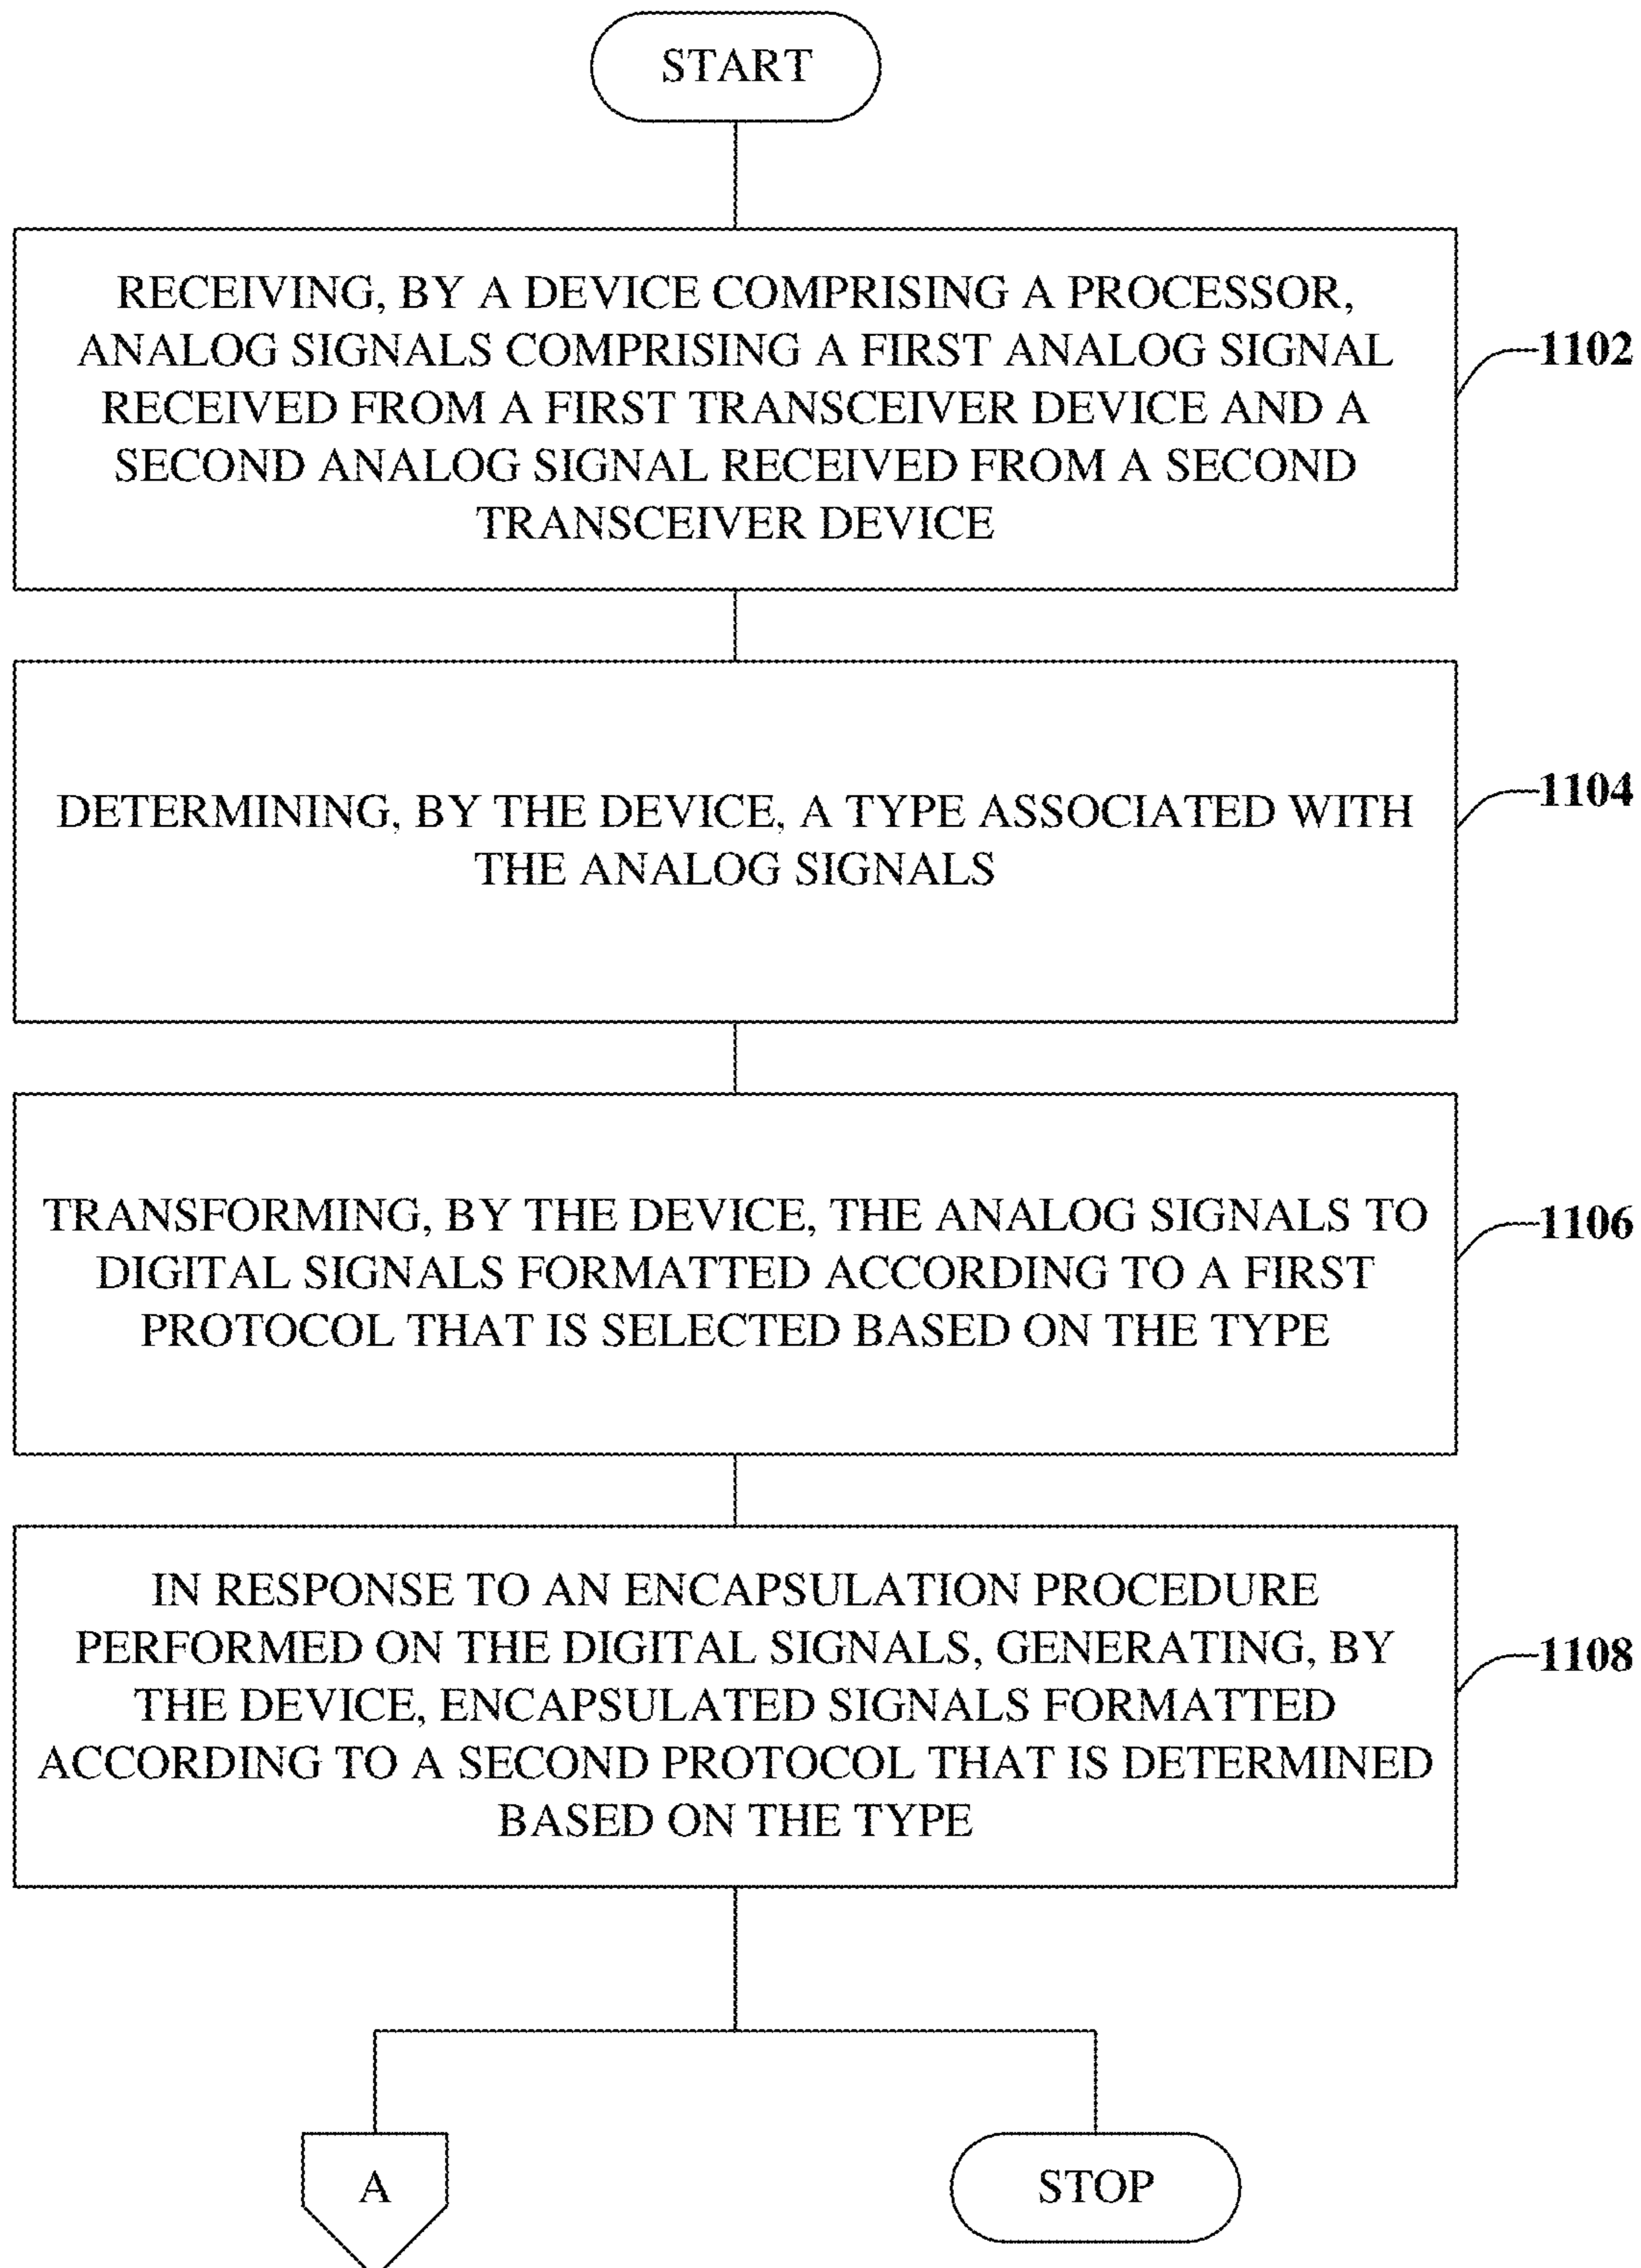 START
RECEIVING, BY A DEVICE COMPRISING A PROCESSOR,
ANALOG SIGNALS COMPRISING A FIRST ANALOG SIGNAL
RECEIVED FROM A FIRST TRANSCEIVER DEVICE AND A
SECOND ANALOG SIGNAL RECEIVED FROM A SECOND
TRANSCEIVER DEVICE
1102
DETERMINING, BY THE DEVICE, A TYPE ASSOCIATED WITH
THE ANALOG SIGNALS
1104
TRANSFORMING, BY THE DEVICE, THE ANALOG SIGNALS TO
DIGITAL SIGNALS FORMATTED ACCORDING TO A FIRST
PROTOCOL THAT IS SELECTED BASED ON THE TYPE
1106
IN RESPONSE TO AN ENCAPSULATION PROCEDURE
PERFORMED ON THE DIGITAL SIGNALS, GENERATING, BY
THE DEVICE, ENCAPSULATED SIGNALS FORMATTED
ACCORDING TO A SECOND PROTOCOL THAT IS DETERMINED
BASED ON THE TYPE
1108
A
STOP